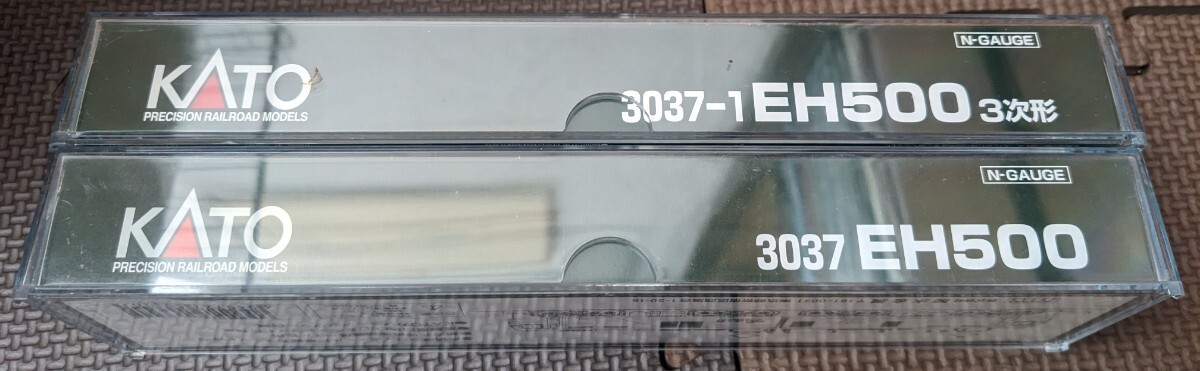 N-GAUGE
KATO
PRECISION RAILROAD MODELS
3037-1 EH500 3次形
N-GAUGE
KATO
PRECISION RAILROAD MODELS
3037 EH500